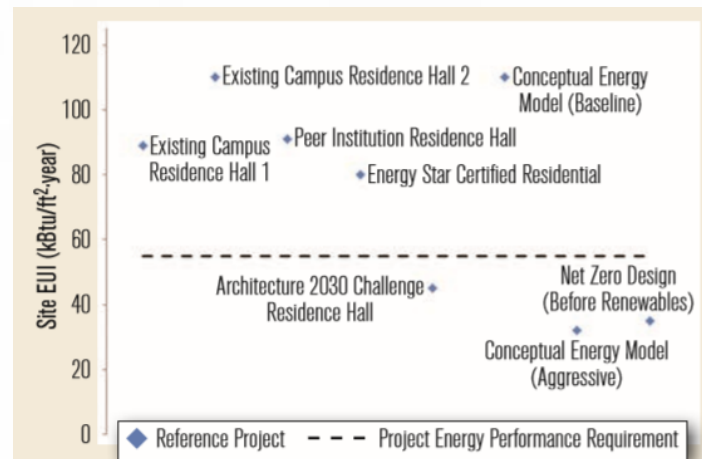 120
100
80
60
40
20
0
Site EUI (kBtu/ft²·year)
Existing Campus Residence Hall 2
Conceptual Energy
Model (Baseline)
Existing Campus
Residence Hall 1
Peer Institution Residence Hall
Energy Star Certified Residential
Architecture 2030 Challenge
Residence Hall
Net Zero Design
(Before Renewables)
Conceptual Energy Model
(Aggressive)
Reference Project
Project Energy Performance Requirement